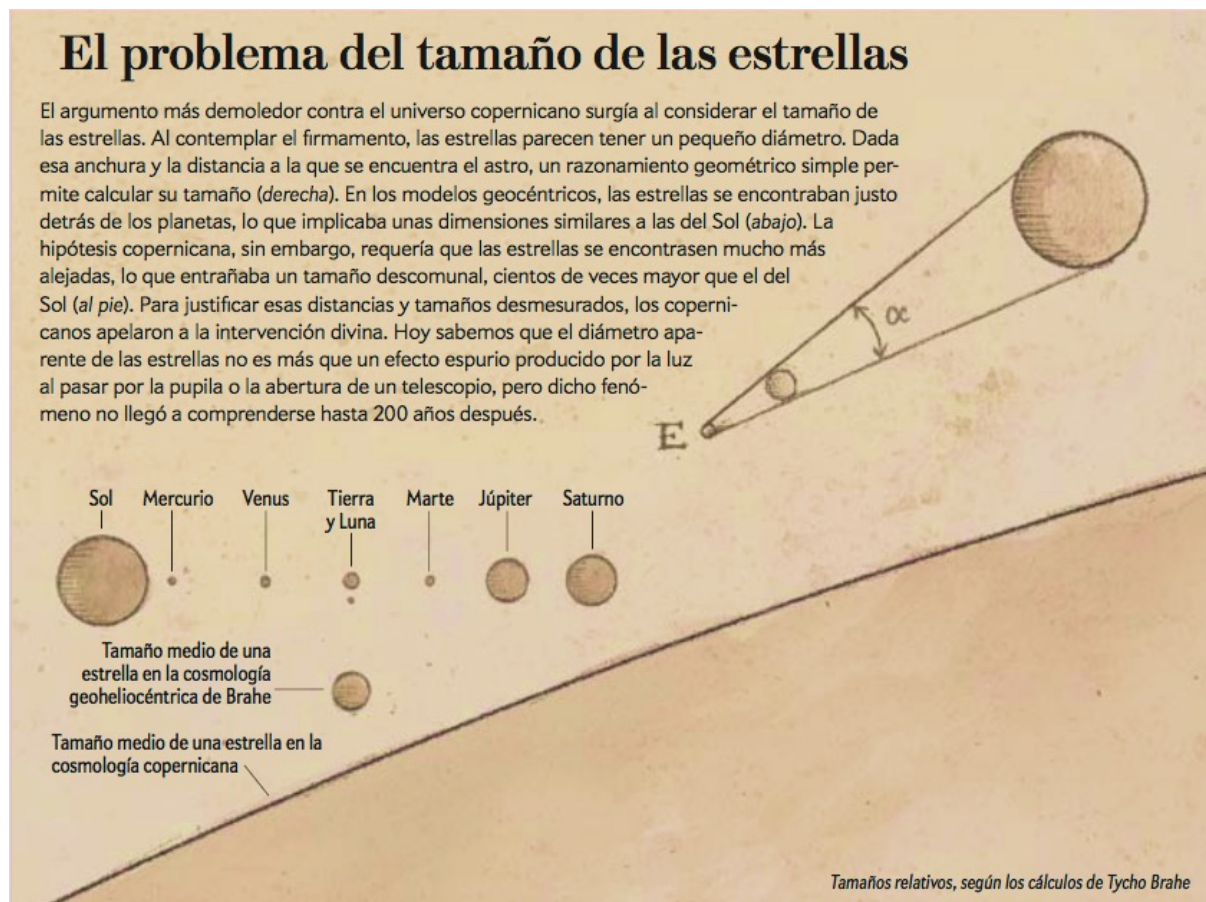 El problema del tamaño de las estrellas
El argumento más demoledor contra el universo copernicano surgía al considerar el tamaño de
las estrellas. Al contemplar el firmamento, las estrellas parecen tener un pequeño diámetro. Dada
esa anchura y la distancia a la que se encuentra el astro, un razonamiento geométrico simple per-
mite calcular su tamaño (derecha). En los modelos geocéntricos, las estrellas se encontraban justo
detrás de los planetas, lo que implicaba unas dimensiones similares a las del Sol (abajo). La
hipótesis copernicana, sin embargo, requería que las estrellas se encontrasen mucho más
alejadas, lo que entrañaba un tamaño descomunal, cientos de veces mayor que el del
Sol (al pie). Para justificar esas distancias y tamaños desmesurados, los coperni-
canos apelaron a la intervención divina. Hoy sabemos que el diámetro apa-
rente de las estrellas no es más que un efecto espurio producido por la luz
al pasar por la pupila o la abertura de un telescopio, pero dicho fenó-
meno no llegó a comprenderse hasta 200 años después.
α
E
Sol
Mercurio
Venus
Tierra
y Luna
Marte
Júpiter
Saturno
Tamaño medio de una
estrella en la cosmología
geoheliocéntrica de Brahe
Tamaño medio de una estrella en la
cosmología copernicana
Tamaños relativos, según los cálculos de Tycho Brahe